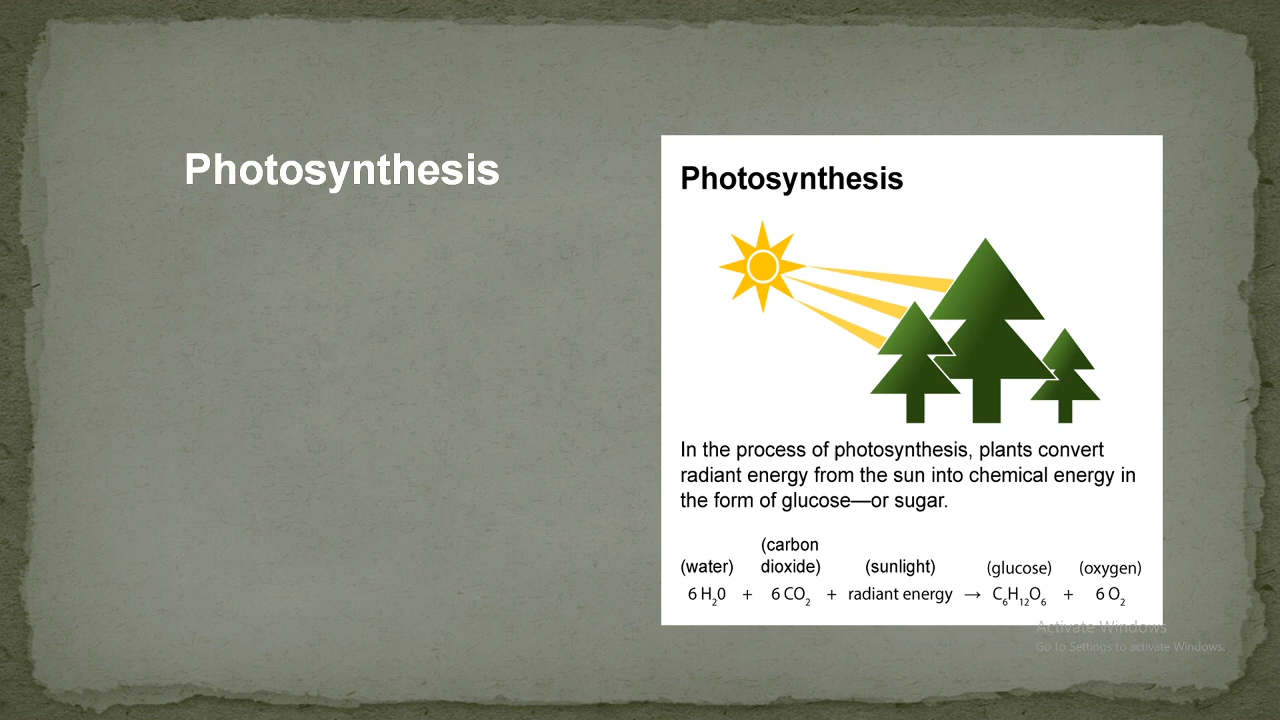 Photosynthesis
Photosynthesis
In the process of photosynthesis, plants convert
radiant energy from the sun into chemical energy in
the form of glucose—or sugar.
(water) (carbon dioxide) (sunlight) (glucose) (oxygen)
6 H₂0 + 6 CO₂ + radiant energy → C₆H₁₂O₆ + 6 O₂
Activate Windows
Go to Settings to activate Windows.